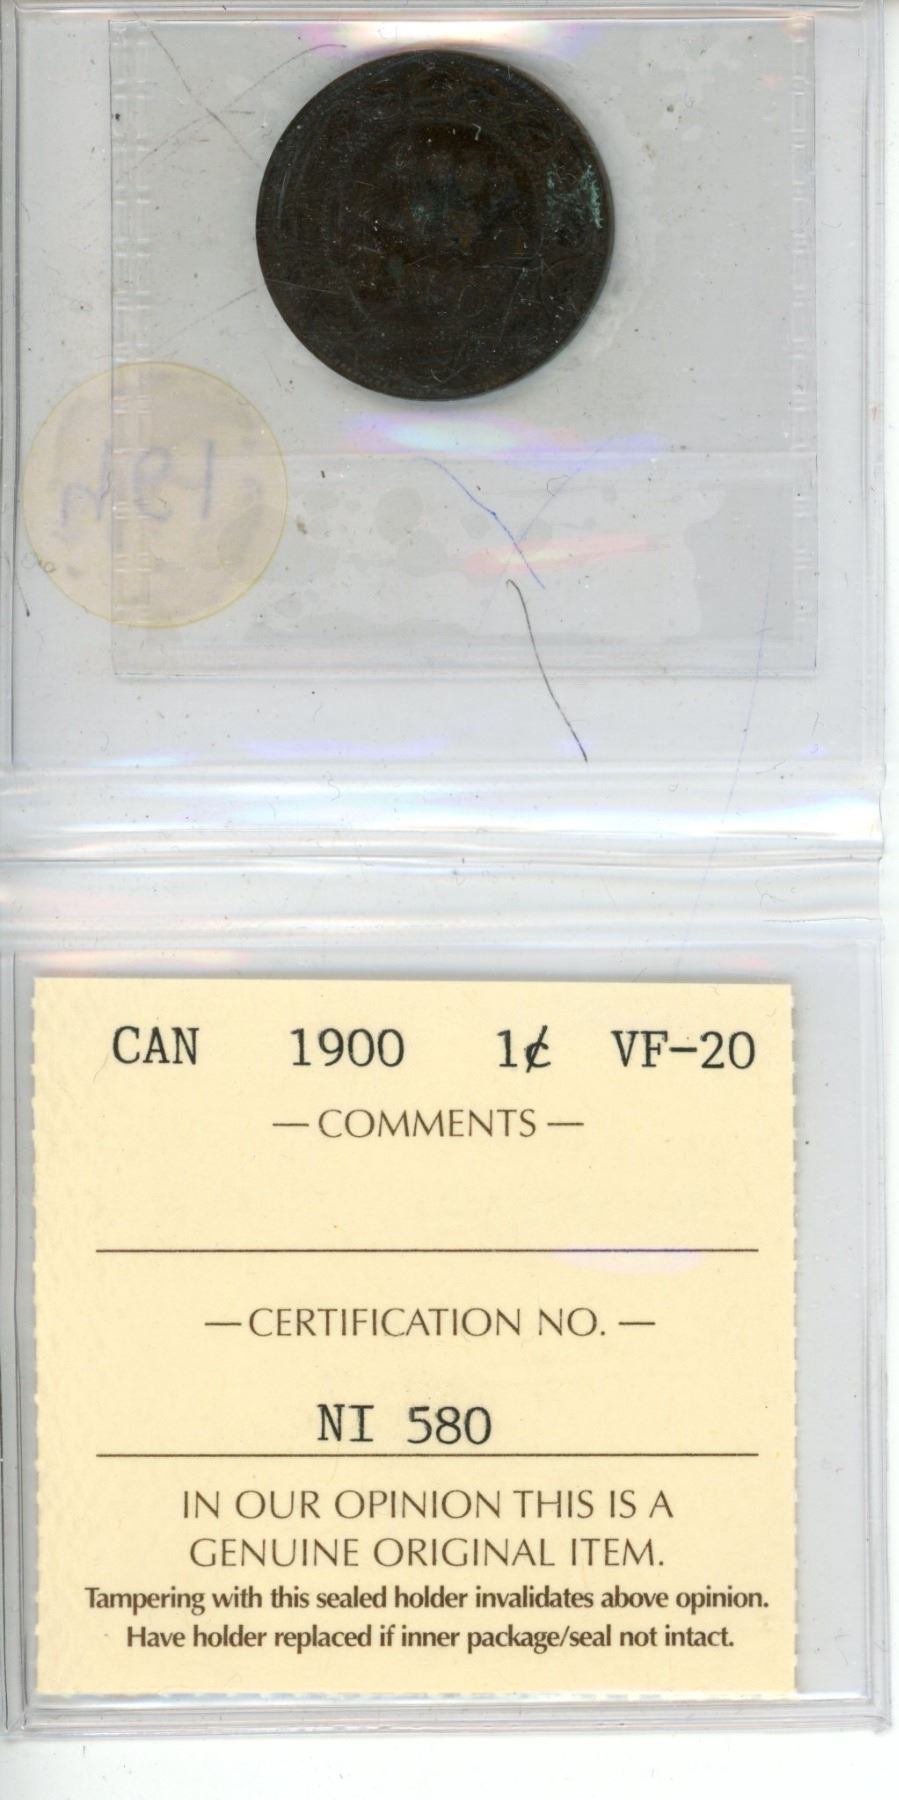 CAN 1900 1¢ VF-20
— COMMENTS —
— CERTIFICATION NO. —
NI 580
IN OUR OPINION THIS IS A
GENUINE ORIGINAL ITEM.
Tampering with this sealed holder invalidates above opinion.
Have holder replaced if inner package/seal not intact.